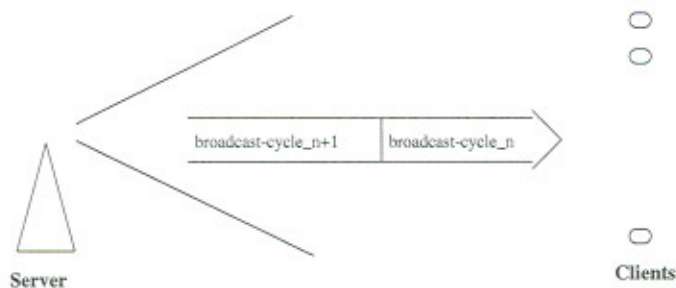 broadcast-cycle_n+1
broadcast-cycle_n
Server
Clients